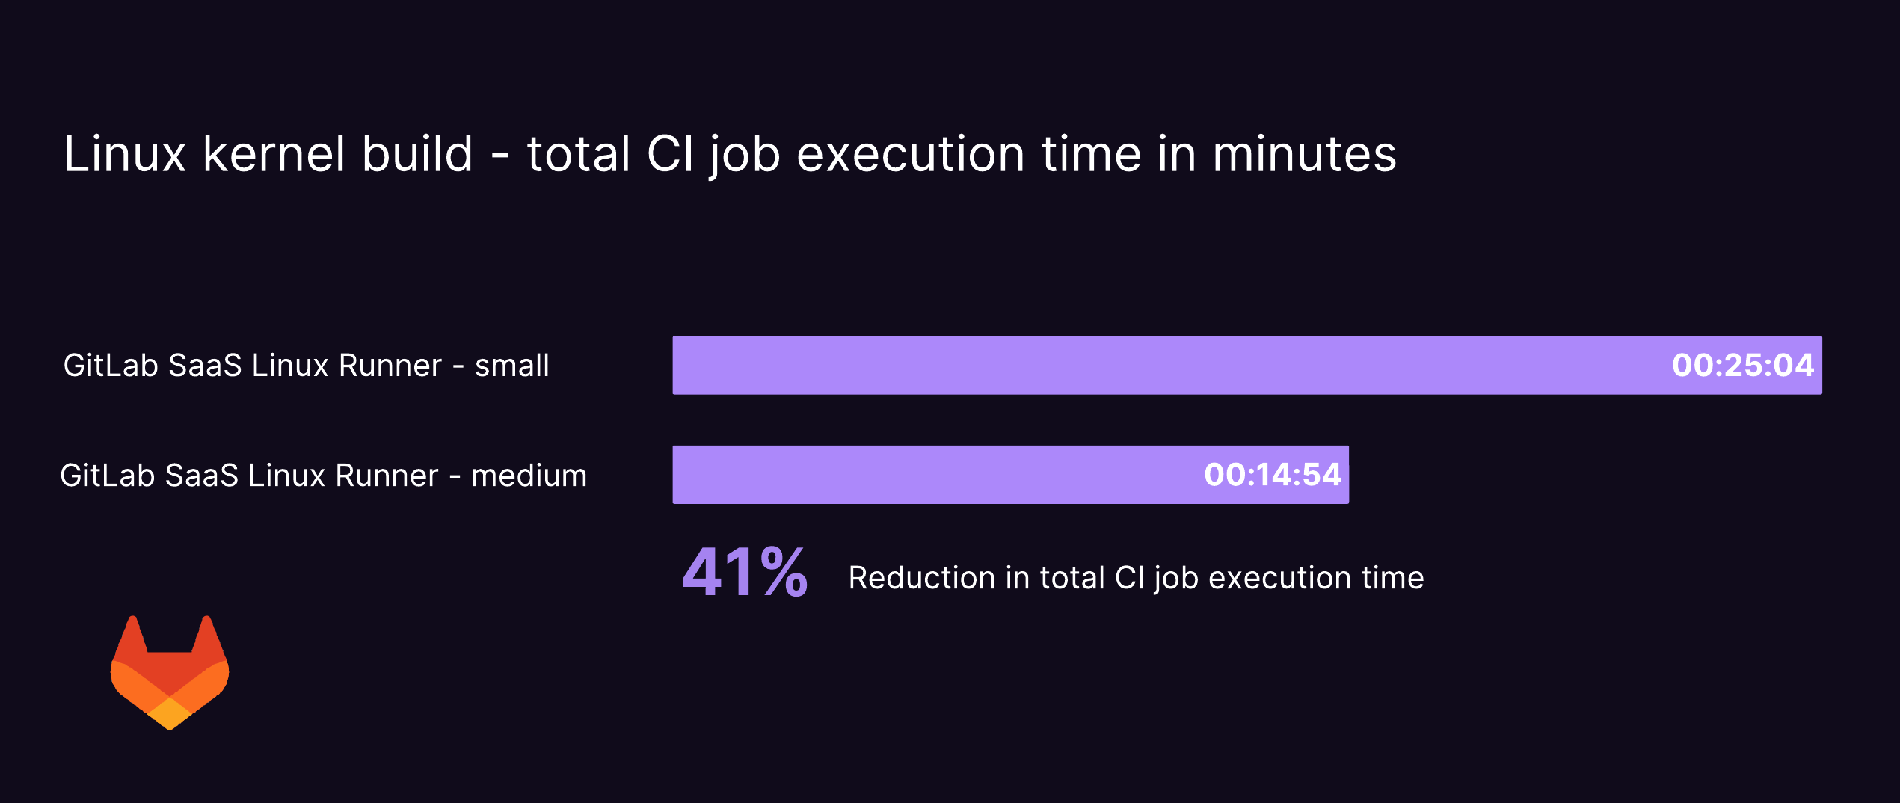 Linux kernel build - total CI job execution time in minutes
GitLab SaaS Linux Runner - small
00:25:04
GitLab SaaS Linux Runner - medium
00:14:54
41% Reduction in total CI job execution time